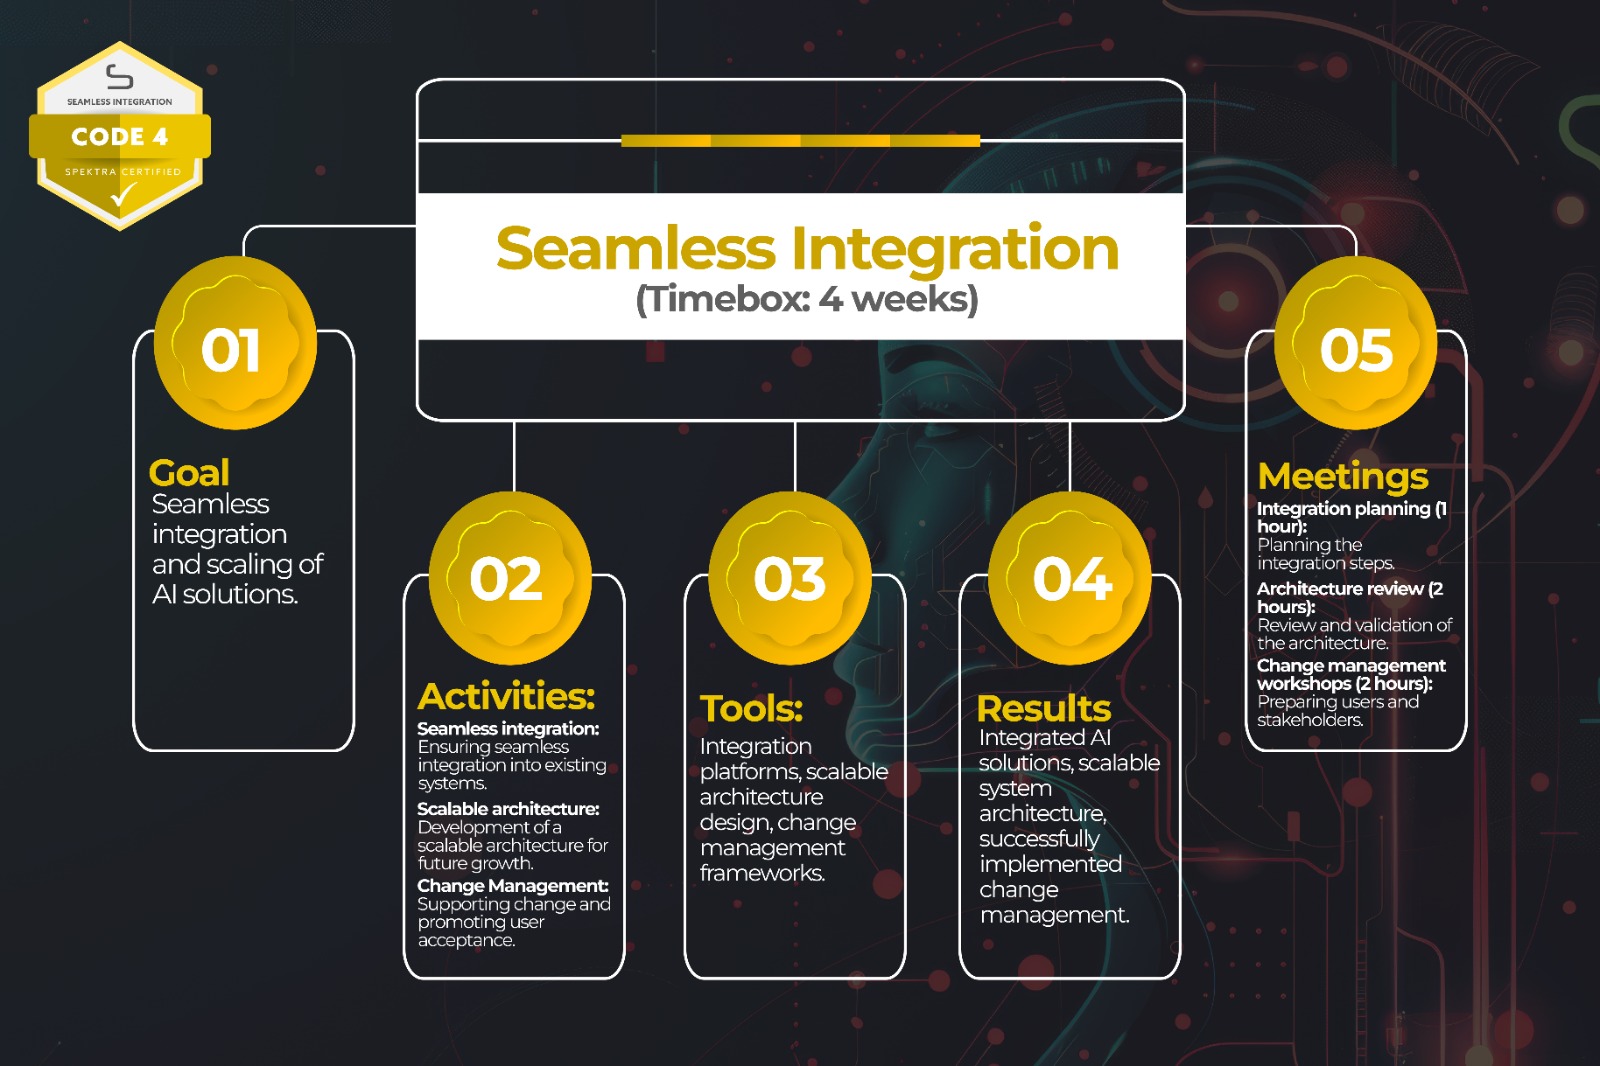 SEAMLESS INTEGRATION
CODE 4
SPEKTRA CERTIFIED
Seamless Integration
(Timebox: 4 weeks)
01
Goal
Seamless
integration
and scaling of
AI solutions.
02
Activities:
Seamless integration:
Ensuring seamless
integration into existing
systems.
Scalable architecture:
Development of a
scalable architecture for
future growth.
Change Management:
Supporting change and
promoting user
acceptance.
03
Tools:
Integration
platforms, scalable
architecture
design, change
management
frameworks.
04
Results
Integrated AI
solutions, scalable
system
architecture,
successfully
implemented
change
management.
05
Meetings
Integration planning (1
hour):
Planning the
integration steps.
Architecture review (2
hours):
Review and validation of
the architecture.
Change management
workshops (2 hours):
Preparing users and
stakeholders.